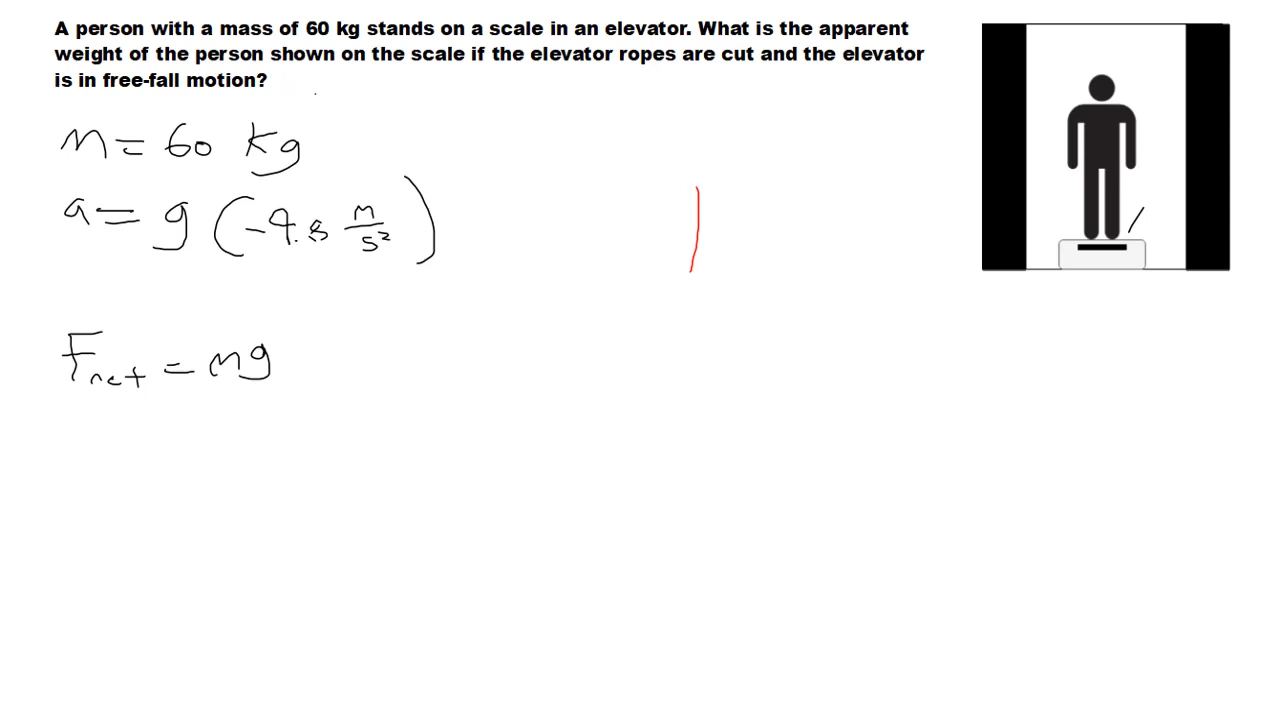 A person with a mass of 60 kg stands on a scale in an elevator. What is the apparent
weight of the person shown on the scale if the elevator ropes are cut and the elevator
is in free-fall motion?
m = 60 kg
a = g (-9.8 m/s²)
Fnet = mg